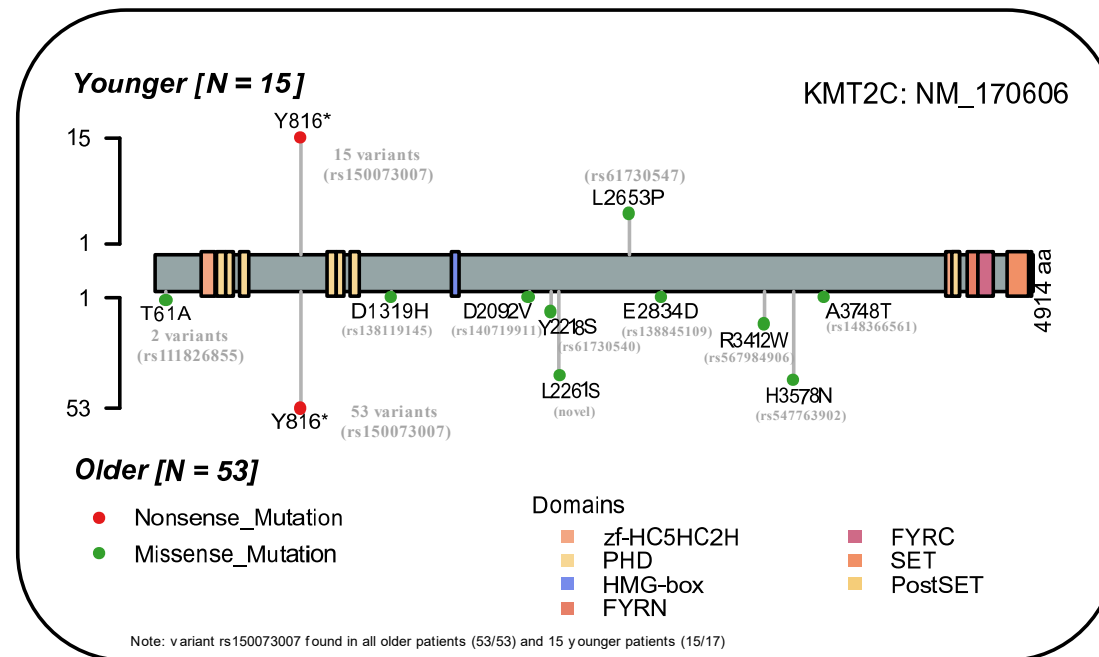 Younger [N = 15]
KMT2C: NM_170606
Y816*
15
15 variants
(rs150073007)
(rs61730547)
L2653P
1
1
T61A
2 variants
(rs111826855)
D1319H
(rs138119145)
D2092V
(rs140719911)
Y2218S
(rs61730540)
L2261S
(novel)
E2834D
(rs138845109)
R3412W
(rs567984906)
H3578N
(rs547763902)
A3748T
(rs148366561)
4914 aa
53
Y816*
53 variants
(rs150073007)
Older [N = 53]
Nonsense_Mutation
Missense_Mutation
Domains
zf-HC5HC2H
PHD
HMG-box
FYRN
FYRC
SET
PostSET
Note: variant rs150073007 found in all older patients (53/53) and 15 younger patients (15/17)